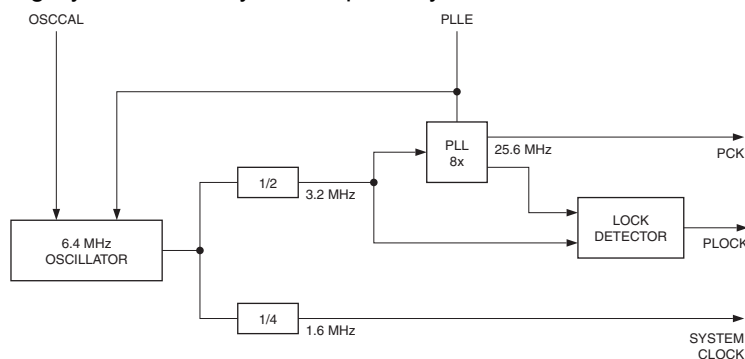 OSCCAL
PLLE
PLL
8x
25.6 MHz
PCK
1/2
3.2 MHz
LOCK
DETECTOR
PLOCK
6.4 MHz
OSCILLATOR
1/4
1.6 MHz
SYSTEM
CLOCK